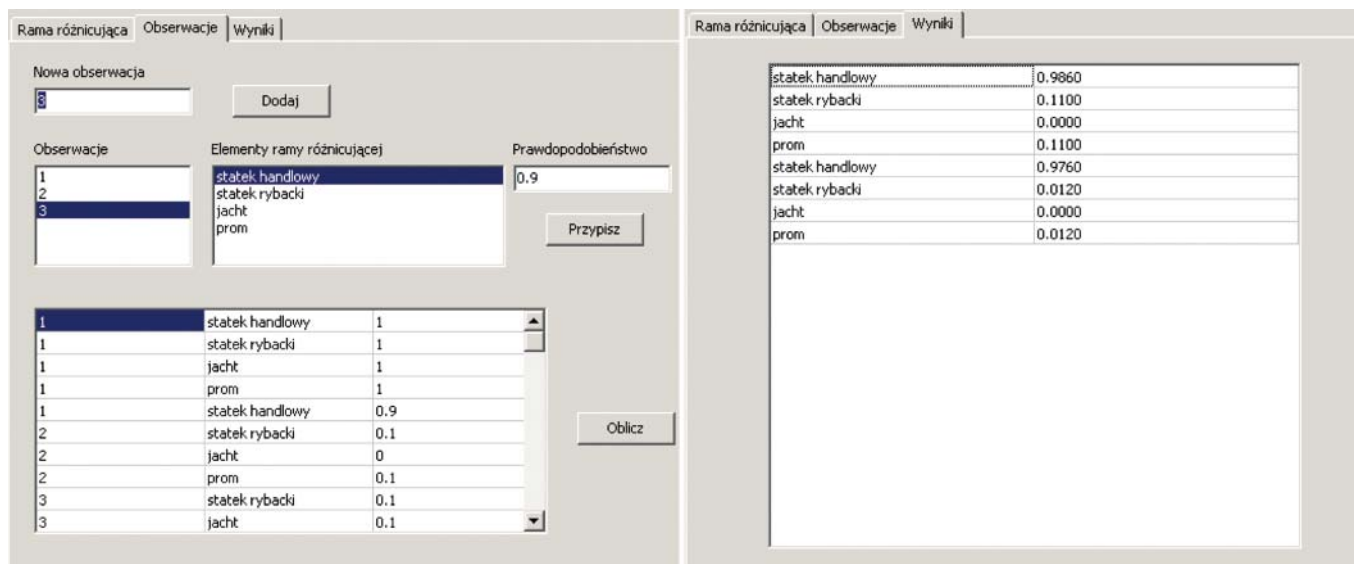 Rama różnicująca Obserwacje Wyniki
Nowa obserwacja
3 Dodaj
Obserwacje Elementy ramy różnicującej Prawdopodobieństwo
1 statek handlowy 0.9
2 statek rybacki
3 jacht
prom Przypisz
1 statek handlowy 1
1 statek rybacki 1
1 jacht 1
1 prom 1
1 statek handlowy 0.9
2 statek rybacki 0.1
2 jacht 0
2 prom 0.1
3 statek rybacki 0.1
3 jacht 0.1
Oblicz
Rama różnicująca Obserwacje Wyniki
statek handlowy 0.9860
statek rybacki 0.1100
jacht 0.0000
prom 0.1100
statek handlowy 0.9760
statek rybacki 0.0120
jacht 0.0000
prom 0.0120